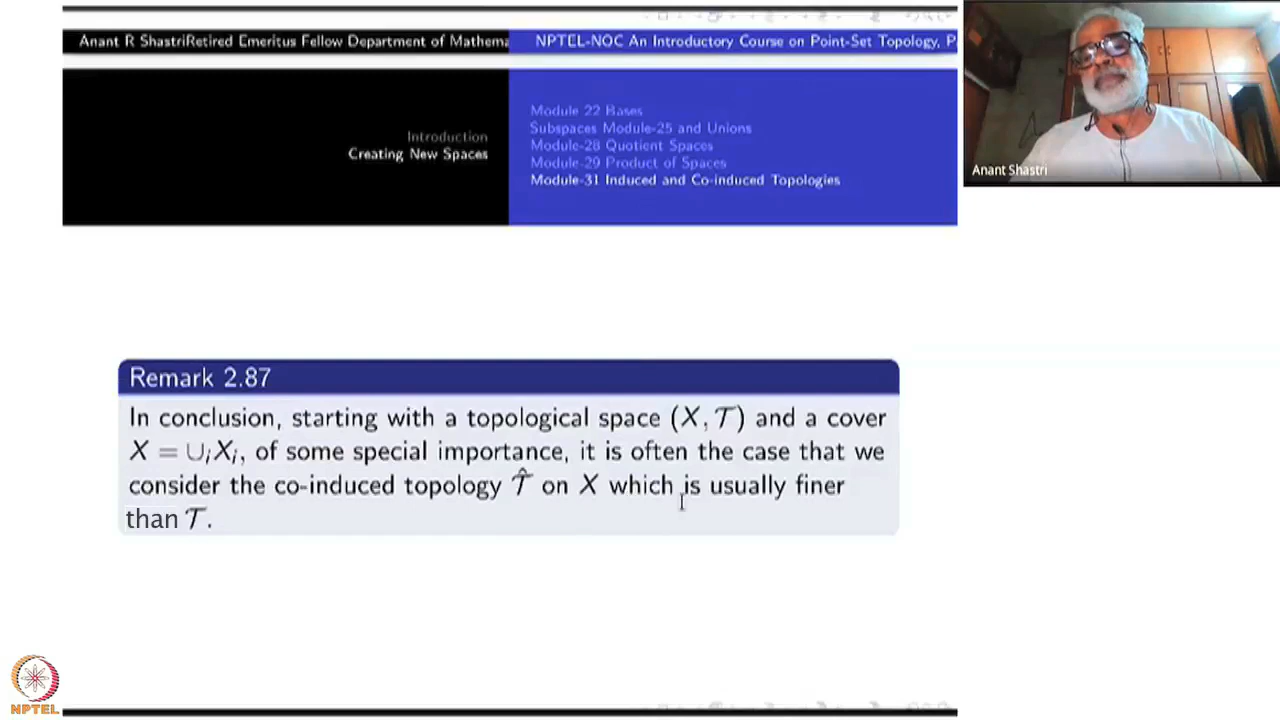 Anant R ShastriRetired Emeritus Fellow Department of Mathema
NPTEL-NOC An Introductory Course on Point-Set Topology, P
Introduction
Creating New Spaces
Module 22 Bases
Subspaces Module-25 and Unions
Module-28 Quotient Spaces
Module-29 Product of Spaces
Module-31 Induced and Co-induced Topologies
Anant Shastri
Remark 2.87
In conclusion, starting with a topological space (X, 𝒯) and a cover
X = ∪ᵢXᵢ, of some special importance, it is often the case that we
consider the co-induced topology 𝒯̂ on X which is usually finer
than 𝒯.
NPTEL